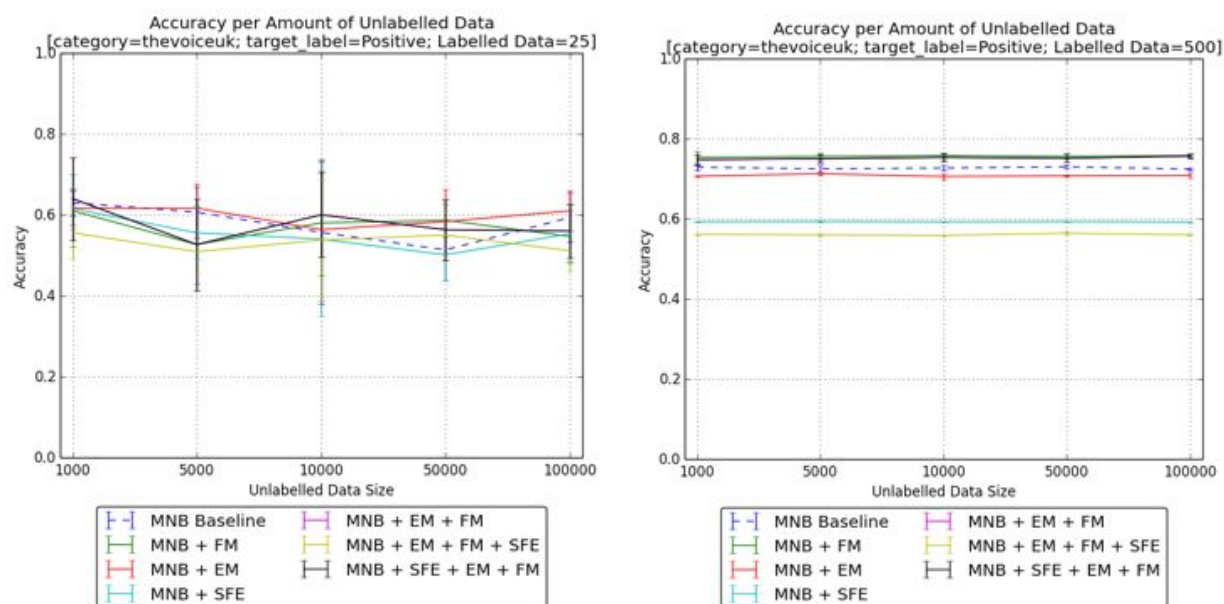 Accuracy per Amount of Unlabelled Data
[category=thevoiceuk; target_label=Positive; Labelled Data=25]
1.0
0.8
0.6
0.4
0.2
0.0
Accuracy
1000 5000 10000 50000 100000
Unlabelled Data Size
MNB Baseline
MNB + FM
MNB + EM
MNB + SFE
MNB + EM + FM
MNB + EM + FM + SFE
MNB + SFE + EM + FM
Accuracy per Amount of Unlabelled Data
[category=thevoiceuk; target_label=Positive; Labelled Data=500]
1.0
0.8
0.6
0.4
0.2
0.0
Accuracy
1000 5000 10000 50000 100000
Unlabelled Data Size
MNB Baseline
MNB + FM
MNB + EM
MNB + SFE
MNB + EM + FM
MNB + EM + FM + SFE
MNB + SFE + EM + FM